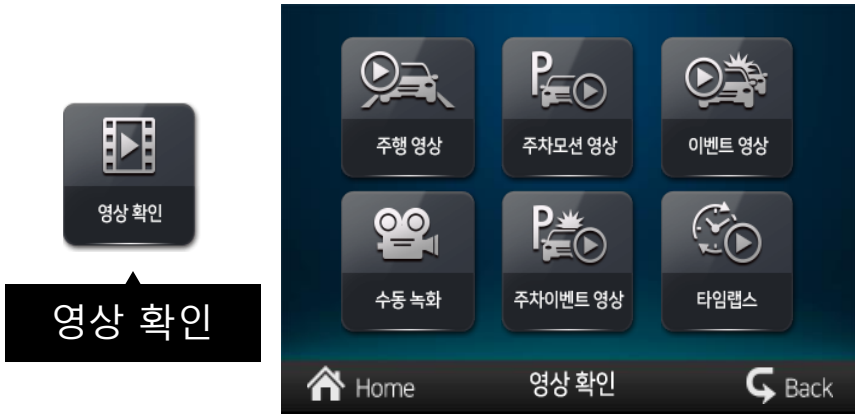 영상 확인
영상 확인
주행 영상
주차모션 영상
이벤트 영상
수동 녹화
주차이벤트 영상
타임랩스
Home
영상 확인
Back